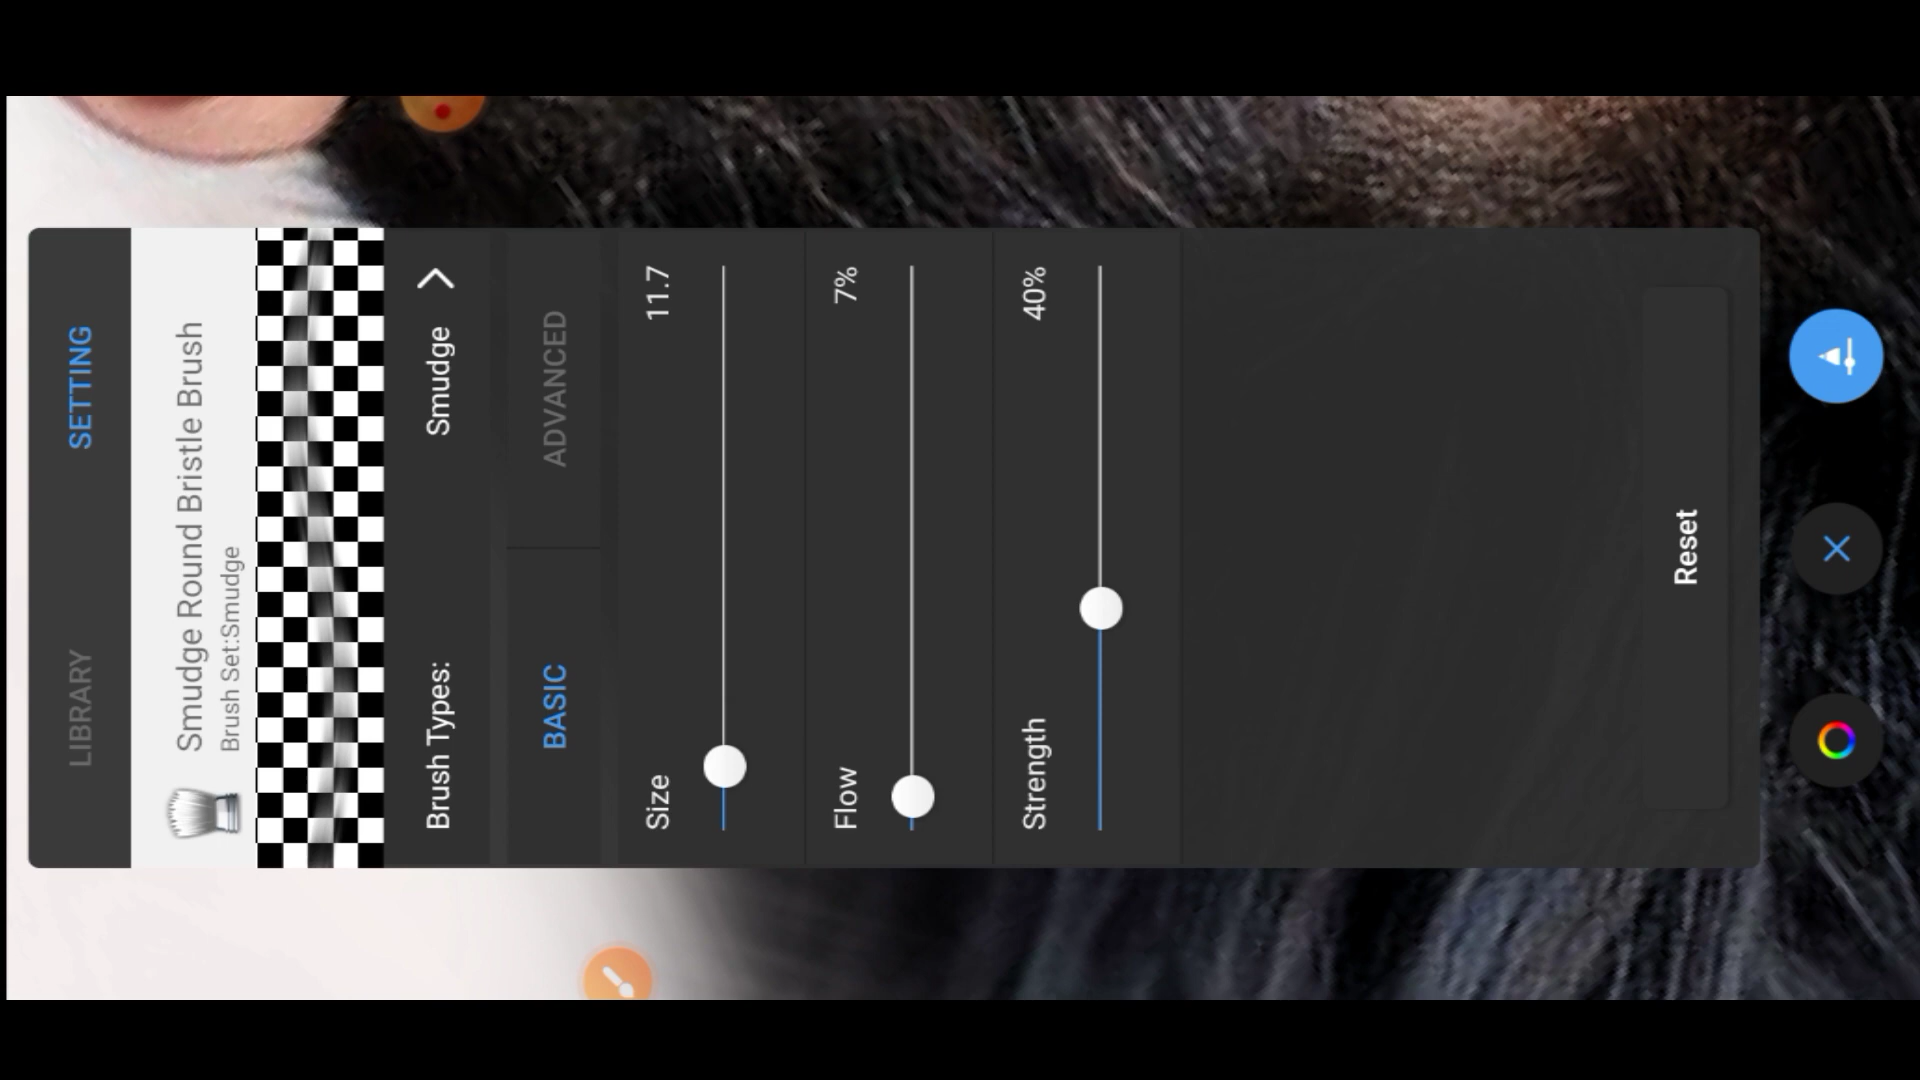 LIBRARY SETTING
Smudge Round Bristle Brush
Brush Set:Smudge
Brush Types: Smudge
BASIC ADVANCED
Size 11.7
Flow 7%
Strength 40%
Reset